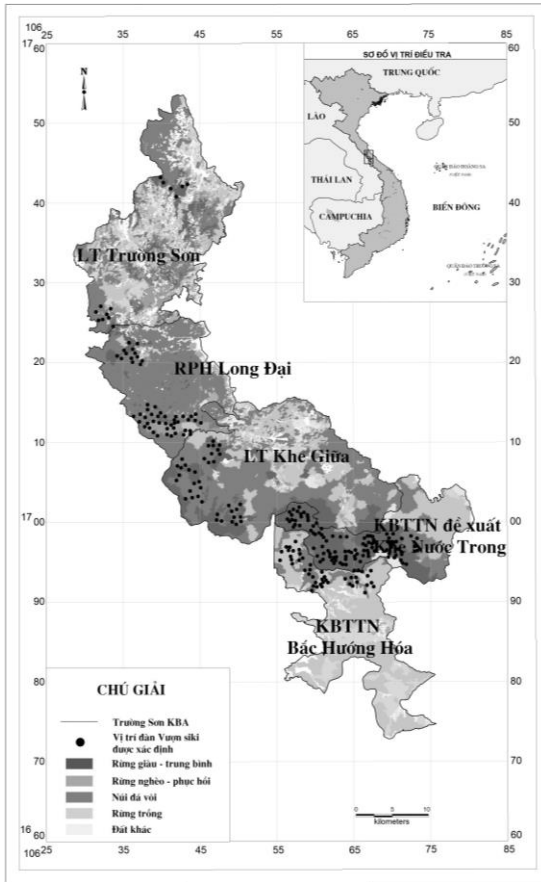 106
25 35 45 55 65 75 85
17
60
60
SƠ ĐỒ VỊ TRÍ ĐIỀU TRA
TRUNG QUỐC
LÀO
THÁI LAN
CAMPUCHIA
BIỂN ĐÔNG
N
50
50
40
40
LT Trường Sơn
30
30
20
20
RPH Long Đại
10
10
LT Khe Giữa
17 00
00
KBTTN đề xuất
Khe Nước Trong
90
90
KBTTN
Bắc Hướng Hóa
80
80
70
70
CHÚ GIẢI
Trường Sơn KBA
Vị trí đàn Vượn siki
được xác định
Rừng giàu - trung bình
Rừng nghèo - phục hồi
Núi đá vôi
Rừng trồng
Đất khác
0 5 10
kilometers
16
60
60
106
25 35 45 55 65 75 85